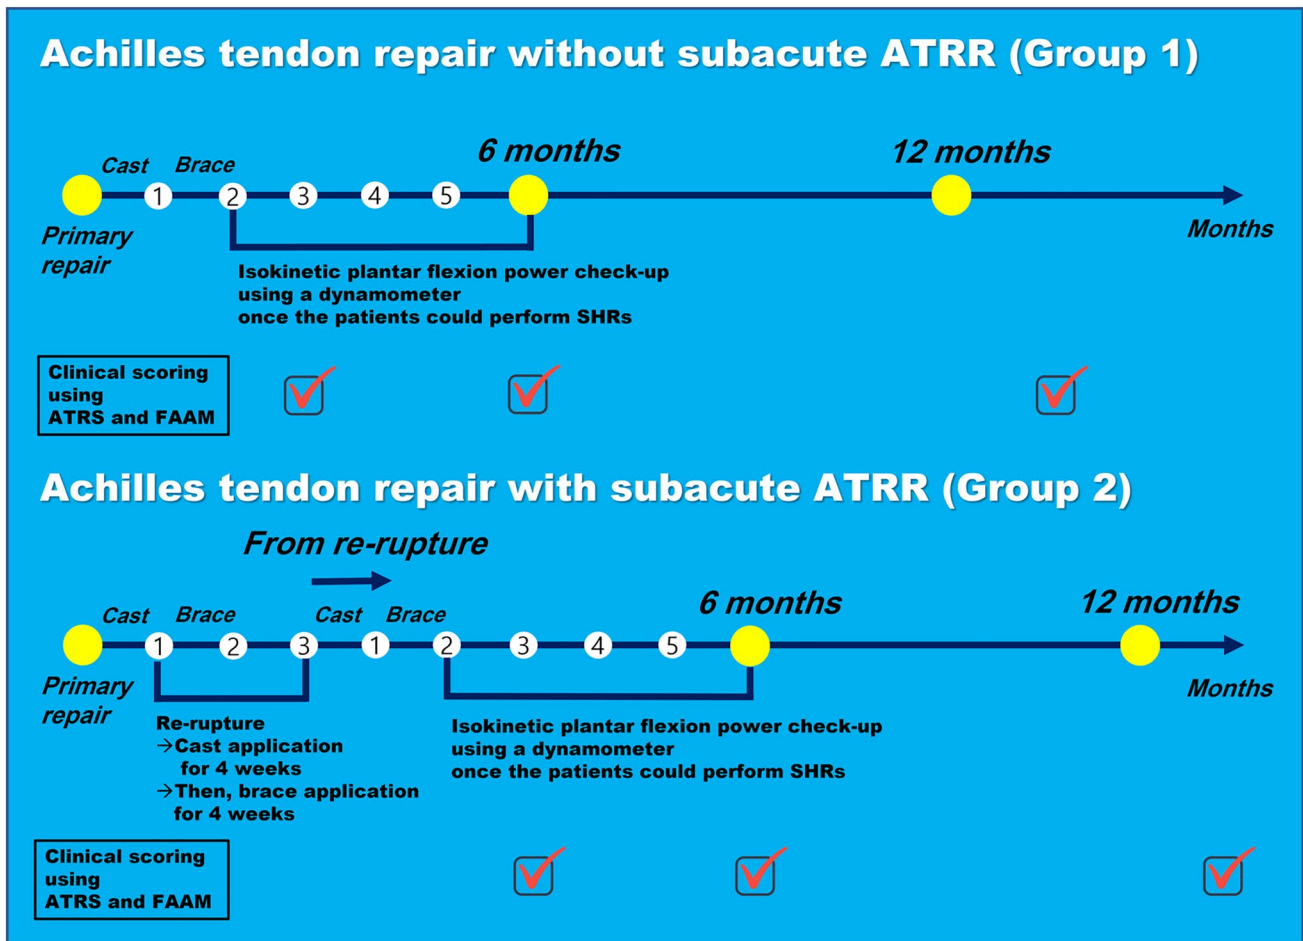 Achilles tendon repair without subacute ATRR (Group 1)
6 months
12 months
Cast
Brace
1
2
3
4
5
Primary
repair
Months
Isokinetic plantar flexion power check-up
using a dynamometer
once the patients could perform SHRs
Clinical scoring
using
ATRS and FAAM
Achilles tendon repair with subacute ATRR (Group 2)
From re-rupture
6 months
12 months
Cast
Brace
Cast
Brace
1
2
3
1
2
3
4
5
Primary
repair
Months
Re-rupture
→Cast application
for 4 weeks
→Then, brace application
for 4 weeks
Isokinetic plantar flexion power check-up
using a dynamometer
once the patients could perform SHRs
Clinical scoring
using
ATRS and FAAM